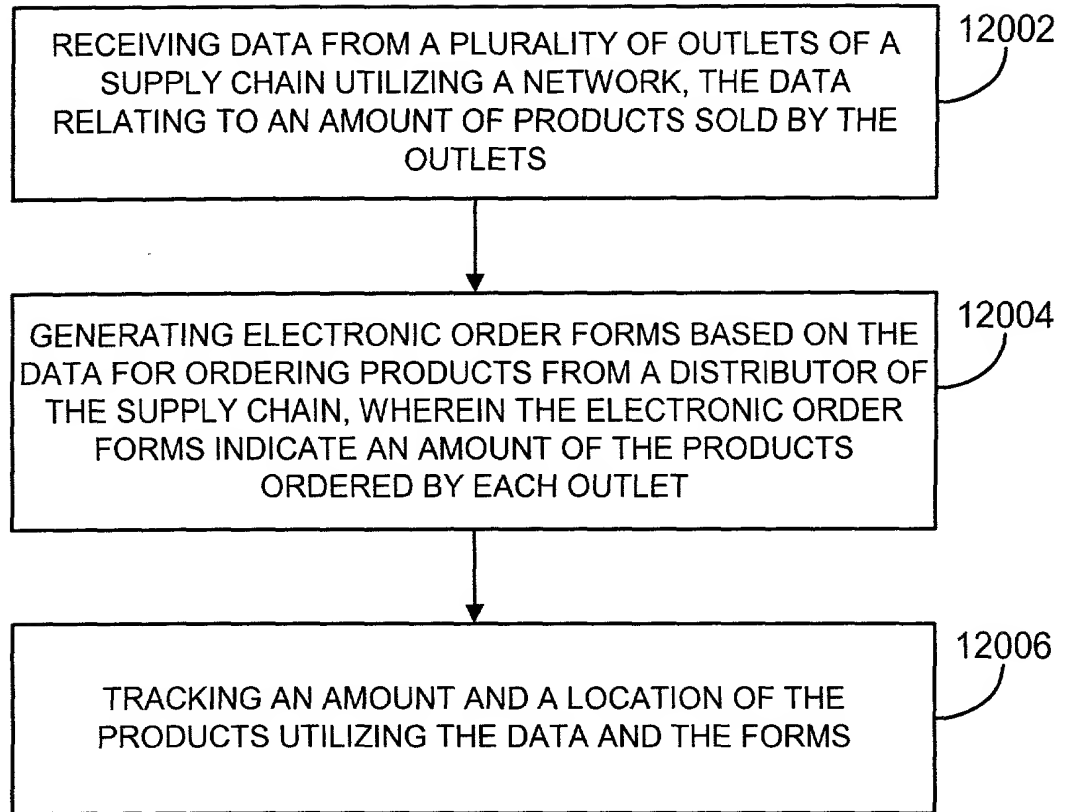 RECEIVING DATA FROM A PLURALITY OF OUTLETS OF A
SUPPLY CHAIN UTILIZING A NETWORK, THE DATA
RELATING TO AN AMOUNT OF PRODUCTS SOLD BY THE
OUTLETS
12002
GENERATING ELECTRONIC ORDER FORMS BASED ON THE
DATA FOR ORDERING PRODUCTS FROM A DISTRIBUTOR OF
THE SUPPLY CHAIN, WHEREIN THE ELECTRONIC ORDER
FORMS INDICATE AN AMOUNT OF THE PRODUCTS
ORDERED BY EACH OUTLET
12004
TRACKING AN AMOUNT AND A LOCATION OF THE
PRODUCTS UTILIZING THE DATA AND THE FORMS
12006